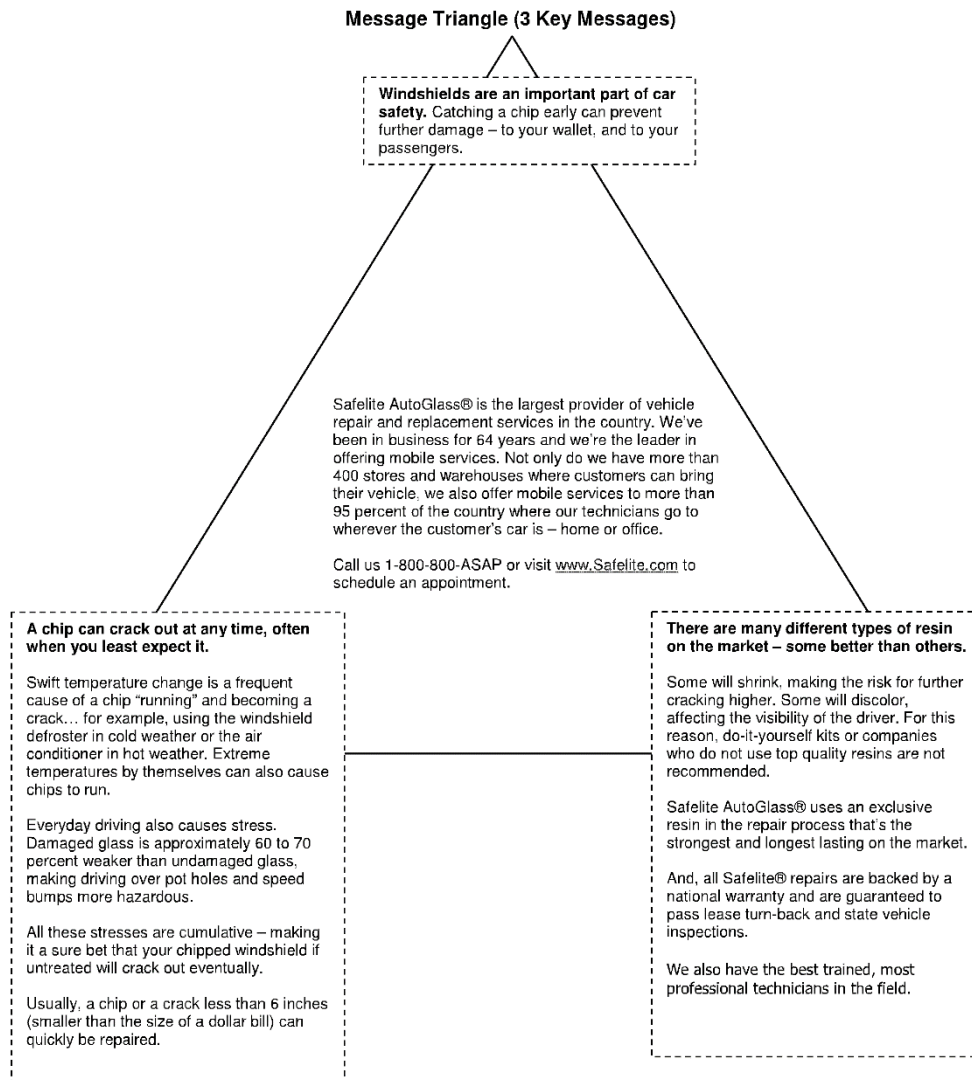 Message Triangle (3 Key Messages)
Windshields are an important part of car
safety. Catching a chip early can prevent
further damage – to your wallet, and to your
passengers.
Safelite AutoGlass® is the largest provider of vehicle
repair and replacement services in the country. We've
been in business for 64 years and we're the leader in
offering mobile services. Not only do we have more than
400 stores and warehouses where customers can bring
their vehicle, we also offer mobile services to more than
95 percent of the country where our technicians go to
wherever the customer's car is – home or office.
Call us 1-800-800-ASAP or visit www.Safelite.com to
schedule an appointment.
A chip can crack out at any time, often
when you least expect it.
Swift temperature change is a frequent
cause of a chip “running” and becoming a
crack… for example, using the windshield
defroster in cold weather or the air
conditioner in hot weather. Extreme
temperatures by themselves can also cause
chips to run.
Everyday driving also causes stress.
Damaged glass is approximately 60 to 70
percent weaker than undamaged glass,
making driving over pot holes and speed
bumps more hazardous.
All these stresses are cumulative – making
it a sure bet that your chipped windshield if
untreated will crack out eventually.
Usually, a chip or a crack less than 6 inches
(smaller than the size of a dollar bill) can
quickly be repaired.
There are many different types of resin
on the market – some better than others.
Some will shrink, making the risk for further
cracking higher. Some will discolor,
affecting the visibility of the driver. For this
reason, do-it-yourself kits or companies
who do not use top quality resins are not
recommended.
Safelite AutoGlass® uses an exclusive
resin in the repair process that's the
strongest and longest lasting on the market.
And, all Safelite® repairs are backed by a
national warranty and are guaranteed to
pass lease turn-back and state vehicle
inspections.
We also have the best trained, most
professional technicians in the field.